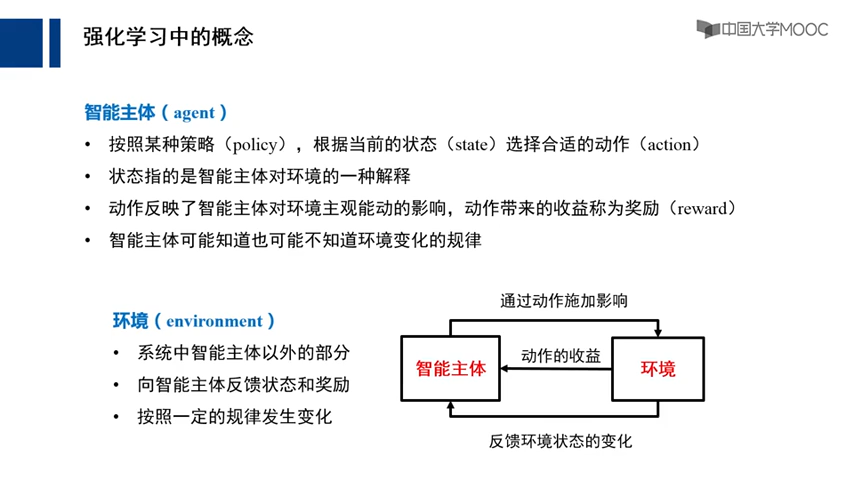 强化学习中的概念
中国大学MOOC
智能主体（agent）
• 按照某种策略（policy），根据当前的状态（state）选择合适的动作（action）
• 状态指的是智能主体对环境的一种解释
• 动作反映了智能主体对环境主观能动的影响，动作带来的收益称为奖励（reward）
• 智能主体可能知道也可能不知道环境变化的规律
环境（environment）
• 系统中智能主体以外的部分
• 向智能主体反馈状态和奖励
• 按照一定的规律发生变化
通过动作施加影响
智能主体
动作的收益
环境
反馈环境状态的变化